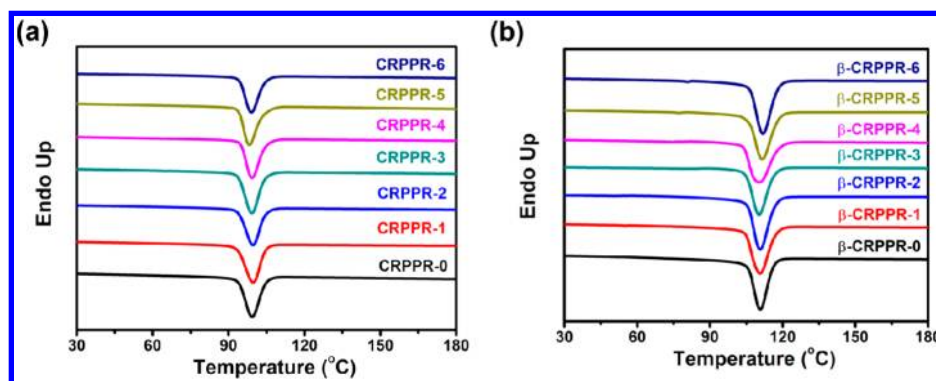 (a)
CRPPR-6
CRPPR-5
CRPPR-4
CRPPR-3
CRPPR-2
CRPPR-1
CRPPR-0
Endo Up
30 60 90 120 150 180
Temperature (°C)
(b)
β-CRPPR-6
β-CRPPR-5
β-CRPPR-4
β-CRPPR-3
β-CRPPR-2
β-CRPPR-1
β-CRPPR-0
Endo Up
30 60 90 120 150 180
Temperature (°C)